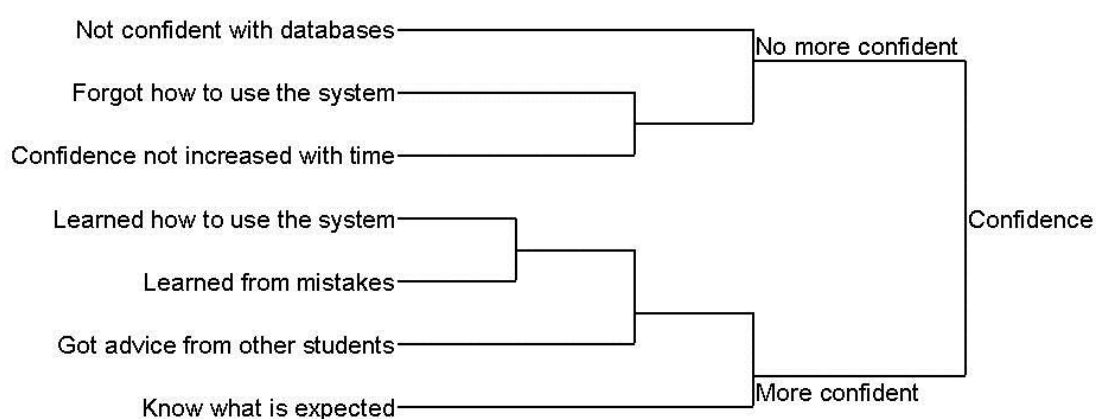 Not confident with databases
No more confident
Forgot how to use the system
Confidence not increased with time
Learned how to use the system
Confidence
Learned from mistakes
Got advice from other students
More confident
Know what is expected